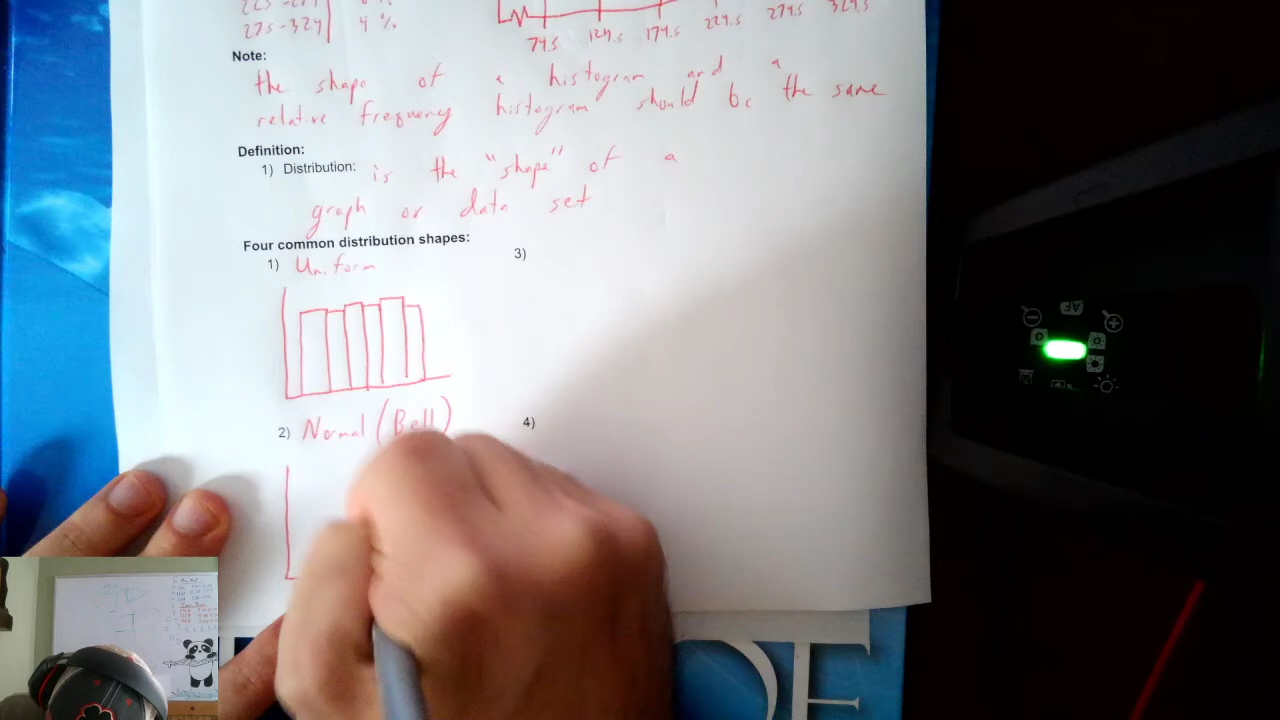 275-324 4 %
74.5 124.5 174.5 224.5 274.5 324.5
Note:
the shape of a histogram and a
relative frequency histogram should be the same
Definition:
1) Distribution: is the "shape" of a
graph or data set
Four common distribution shapes:
1) Uniform
3)
2) Normal (Bell)
4)
AF